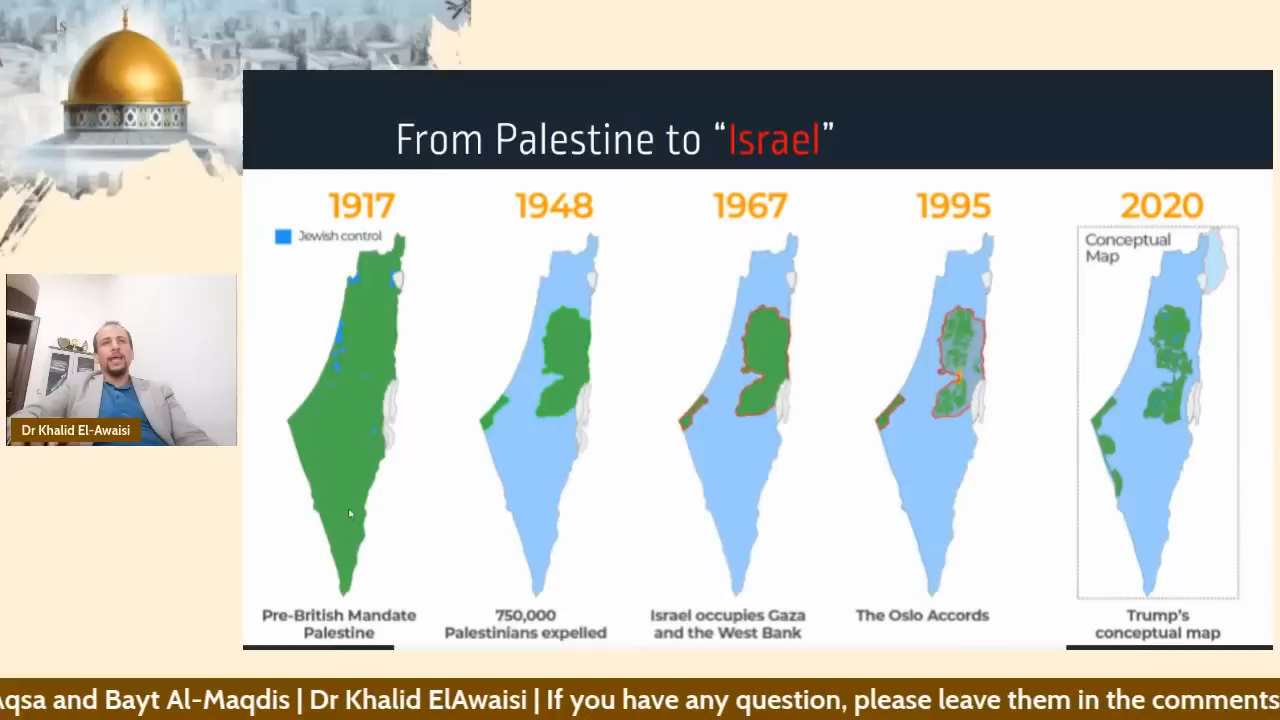 From Palestine to “Israel”
1917
1948
1967
1995
2020
Jewish control
Conceptual
Map
Pre-British Mandate
Palestine
750,000
Palestinians expelled
Israel occupies Gaza
and the West Bank
The Oslo Accords
Trump's
conceptual map
Dr Khalid El-Awaisi
Aqsa and Bayt Al-Maqdis | Dr Khalid ElAwaisi | If you have any question, please leave them in the comments